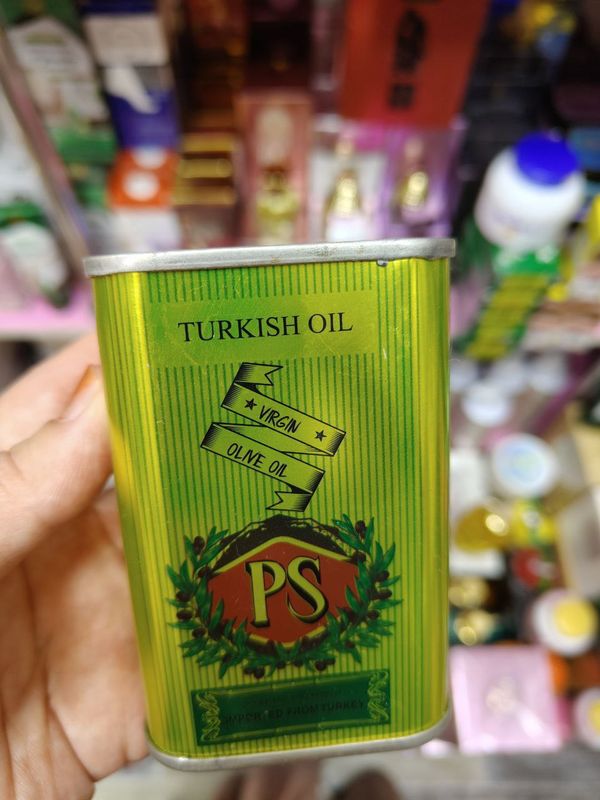 TURKISH OIL
VIRGIN
OLIVE OIL
PS
IMPORTED FROM TURKEY